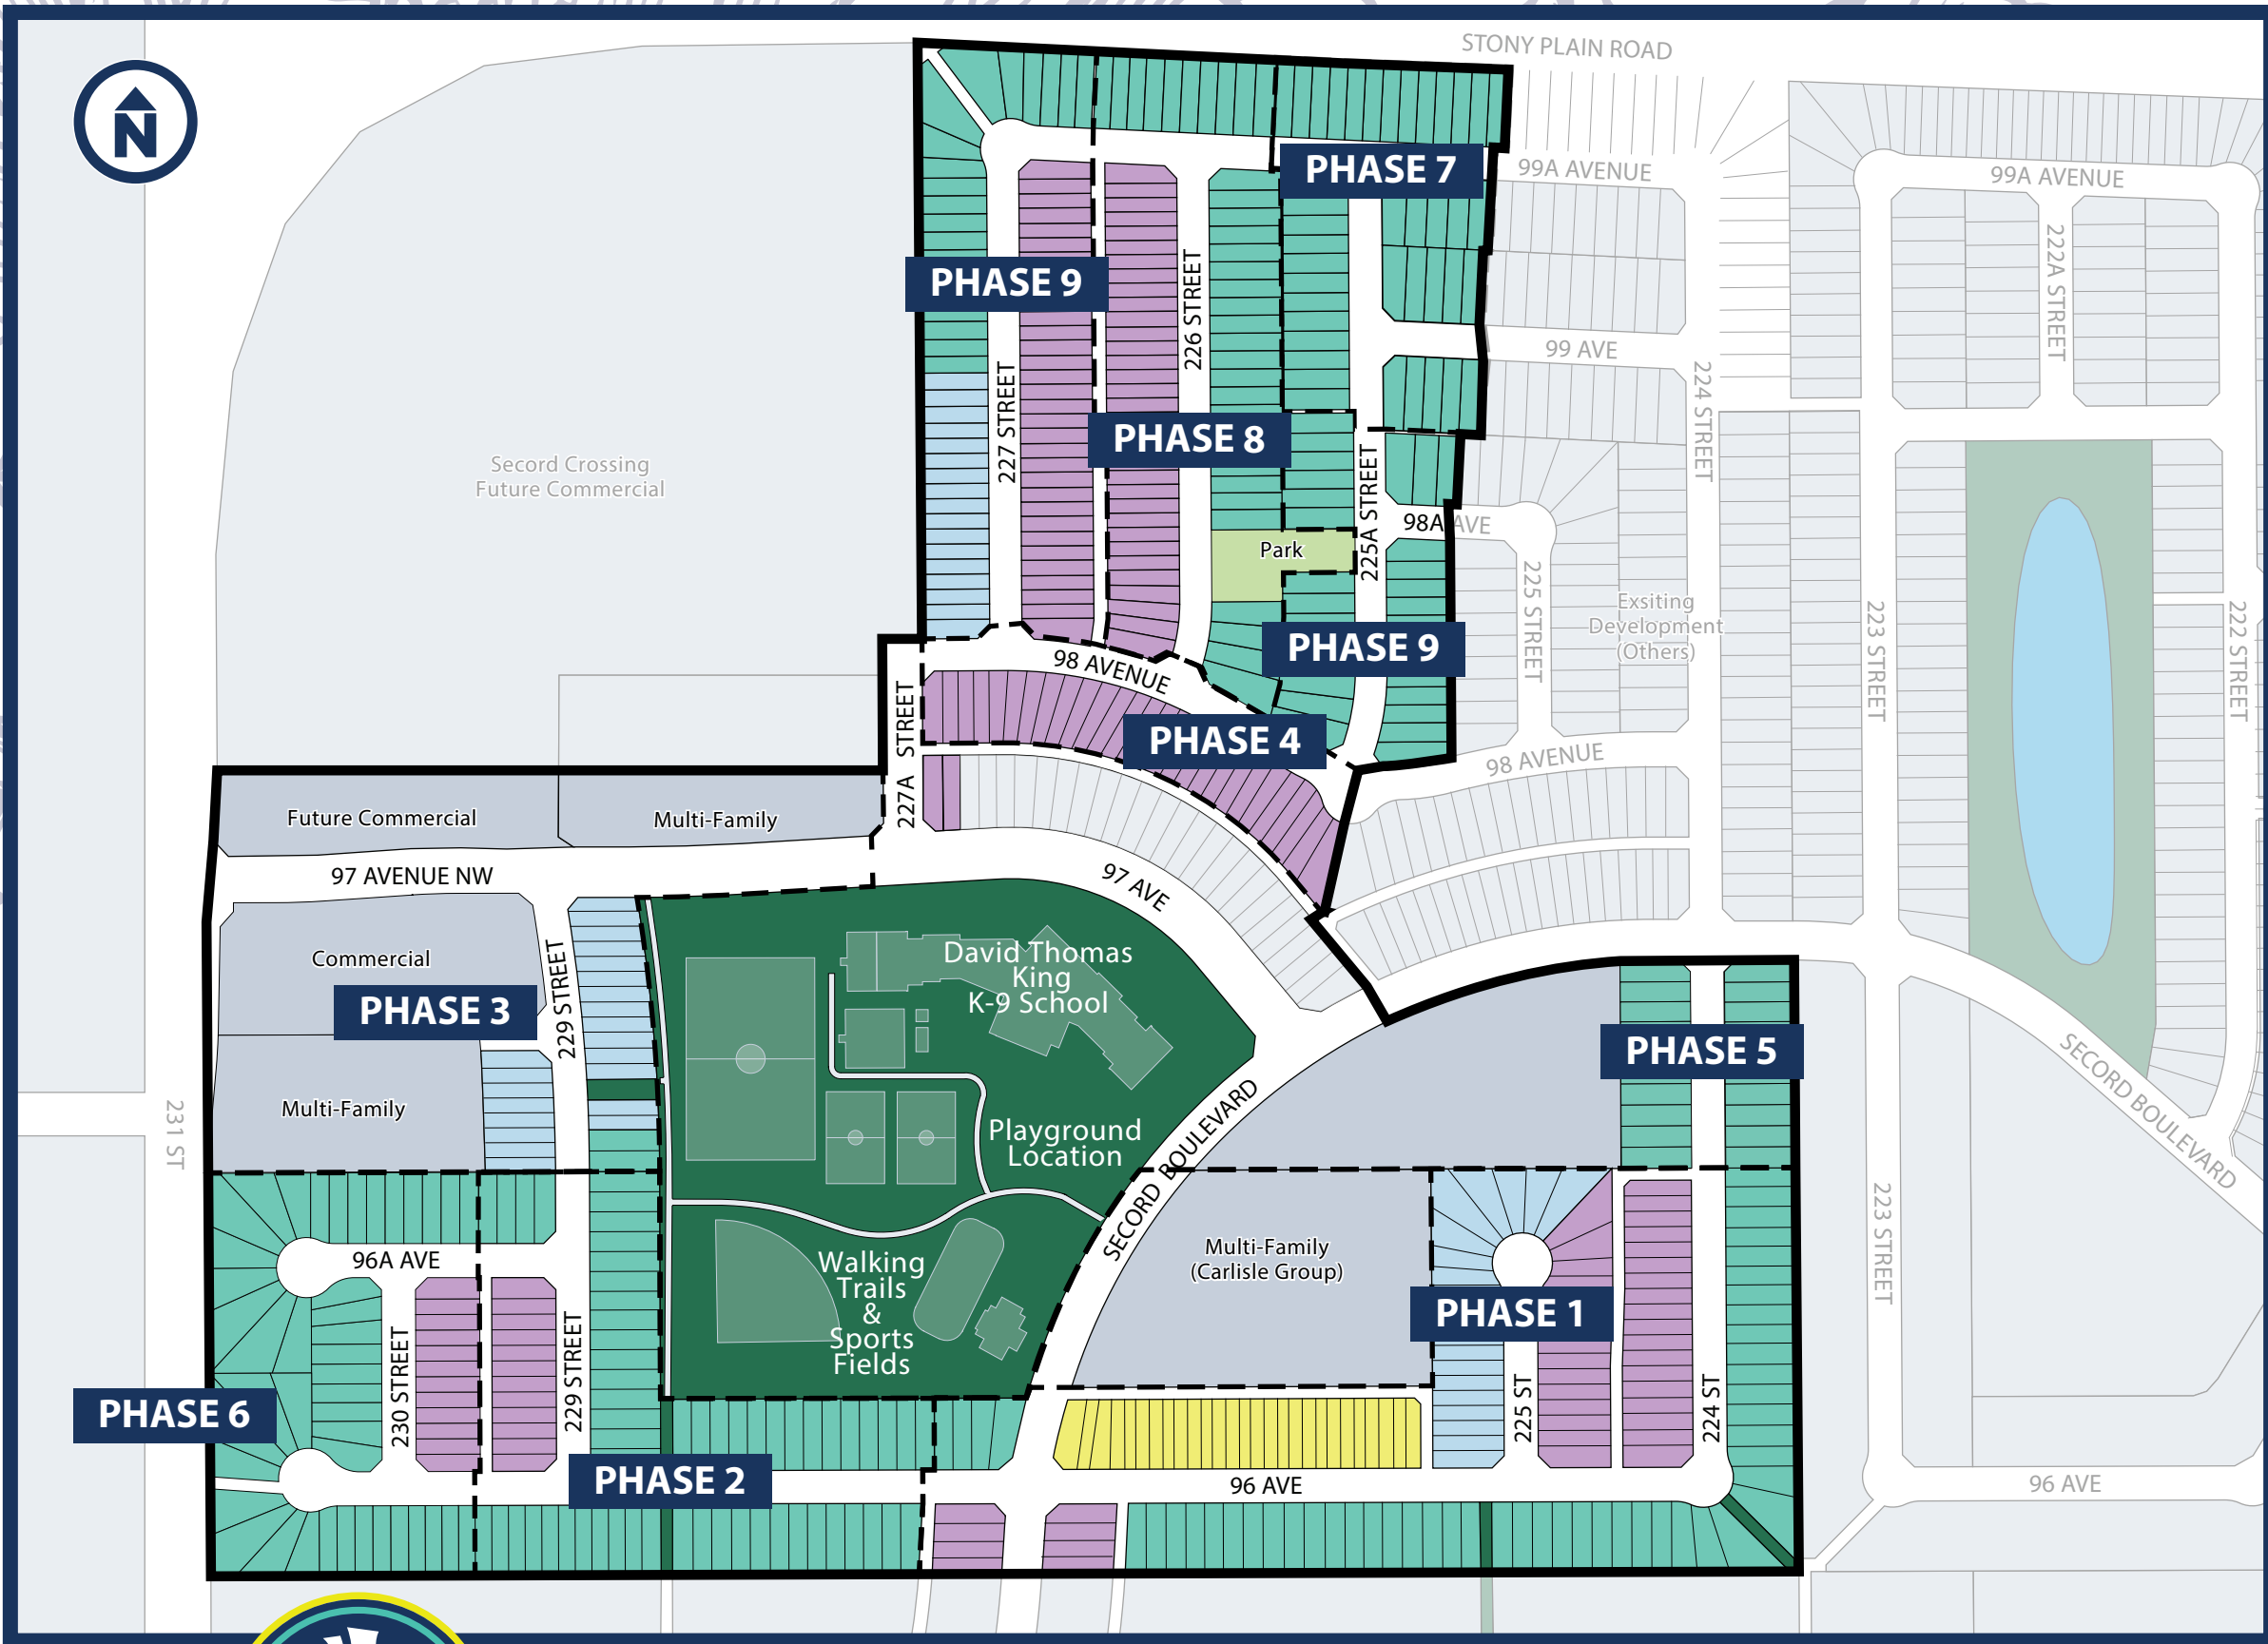 STONY PLAIN ROAD
N
PHASE 7
99A AVENUE
99A AVENUE
222A STREET
PHASE 9
226 STREET
99 AVE
224 STREET
227 STREET
PHASE 8
Second Crossing
Future Commercial
225A STREET
98A AVE
Park
225 STREET
Exsiting
Development
(Others)
223 STREET
222 STREET
PHASE 9
98 AVENUE
227A STREET
PHASE 4
98 AVENUE
Future Commercial
Multi-Family
97 AVENUE NW
97 AVE
Commercial
David Thomas
King
K-9 School
PHASE 3
229 STREET
PHASE 5
SECORD BOULEVARD
Multi-Family
231 ST
Playground
Location
SECORD BOULEVARD
223 STREET
96A AVE
Walking
Trails
&
Sports
Fields
Multi-Family
(Carlisle Group)
PHASE 1
230 STREET
229 STREET
225 ST
224 ST
PHASE 6
PHASE 2
96 AVE
96 AVE